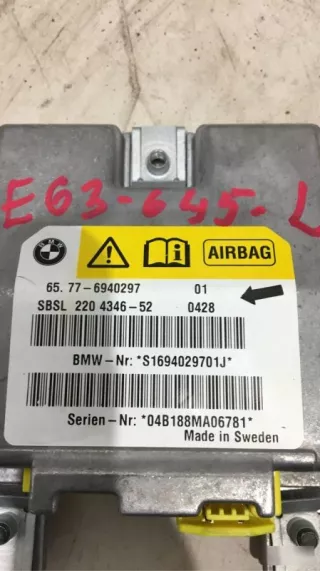 E63-645-L
BMW
AIRBAG
65. 77-6940297 01
SBSL 220 4346-52 0428
BMW-Nr: *S1694029701J*
Serien-Nr: *04B188MA06781*
Made in Sweden